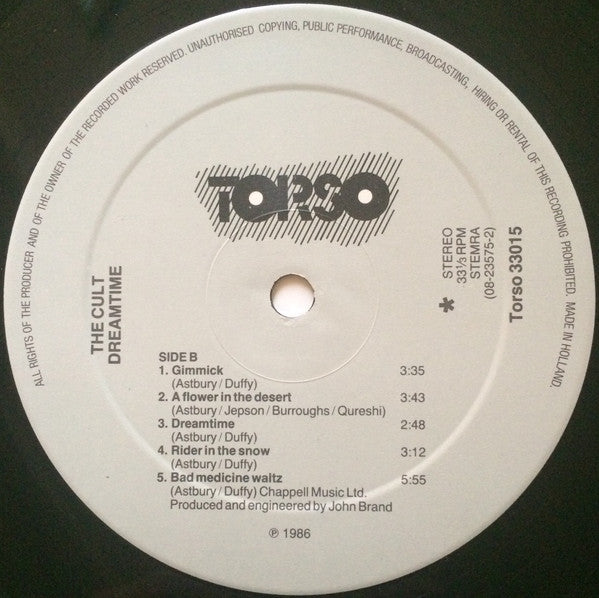 ALL RIGHTS OF THE PRODUCER AND OF THE OWNER OF THE RECORDED WORK RESERVED. UNAUTHORISED COPYING, PUBLIC PERFORMANCE, BROADCASTING, HIRING OR RENTAL OF THIS RECORDING PROHIBITED. MADE IN HOLLAND.
TORSO
THE CULT
DREAMTIME
STEREO
33⅓ RPM
STEMRA
(08-23575-2)
Torso 33015
*
SIDE B
1. Gimmick 3:35
(Astbury/Duffy)
2. A flower in the desert 3:43
(Astbury/Jepson/Burroughs/Qureshi)
3. Dreamtime 2:48
(Astbury/Duffy)
4. Rider in the snow 3:12
(Astbury/Duffy)
5. Bad medicine waltz 5:55
(Astbury/Duffy) Chappell Music Ltd.
Produced and engineered by John Brand
℗ 1986